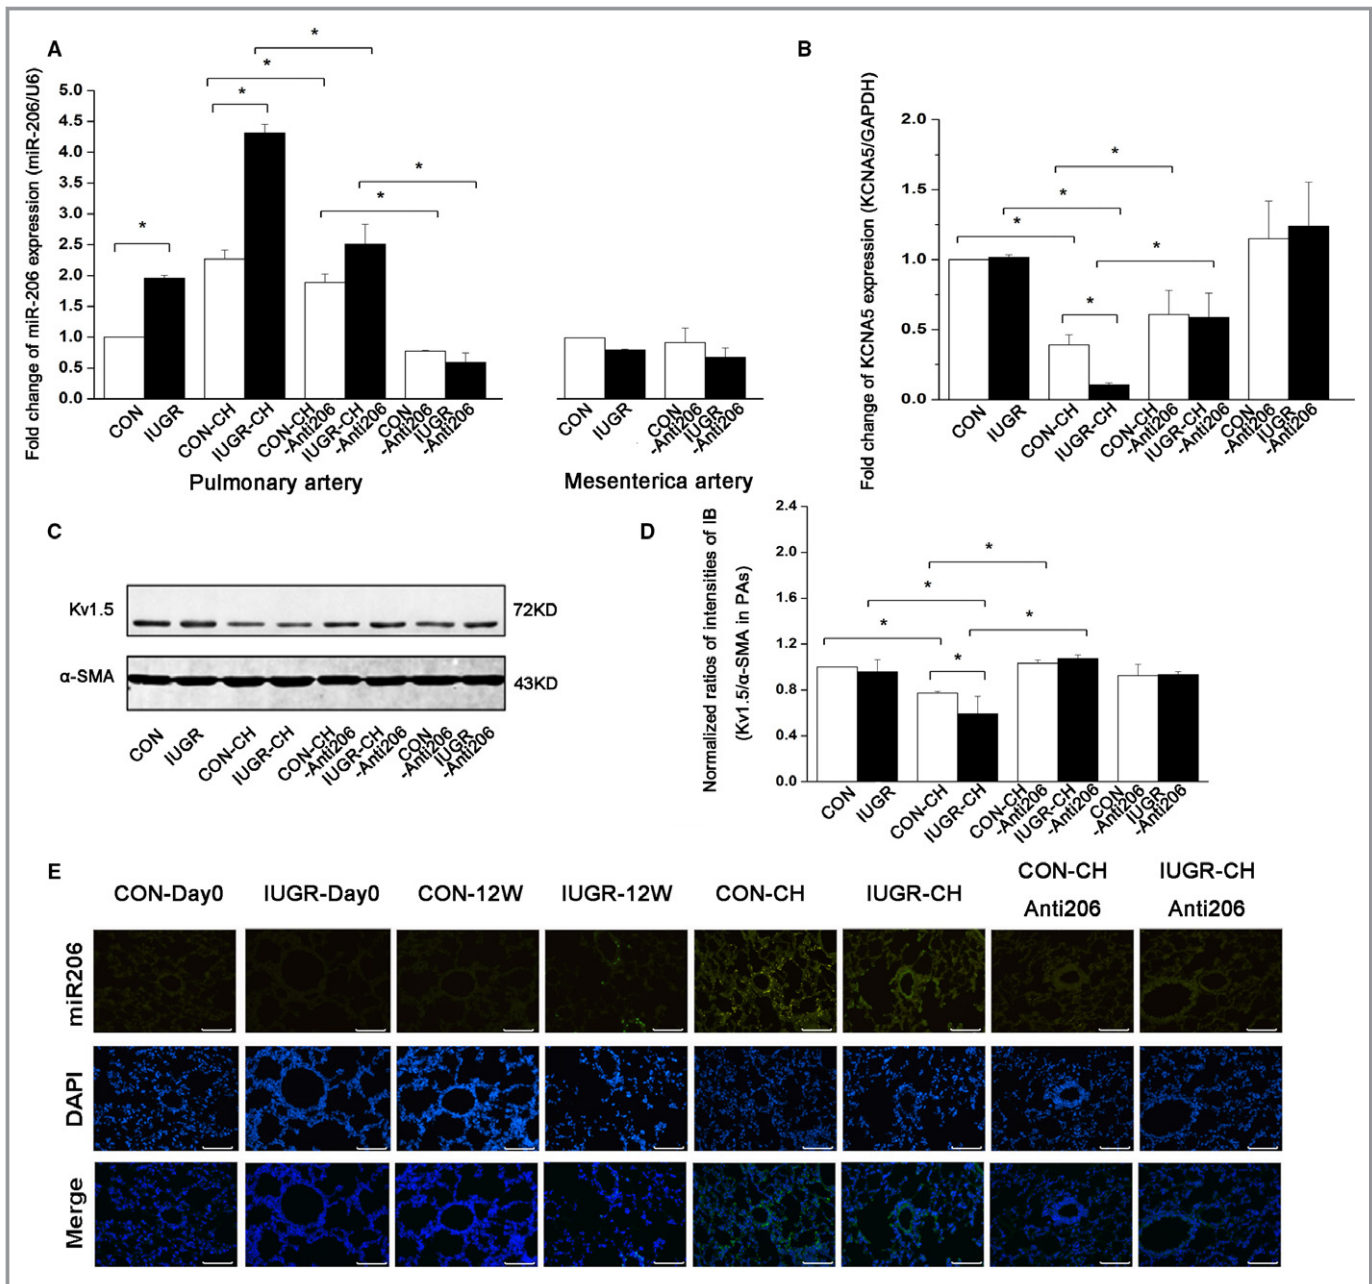 A
Fold change of miR-206 expression (miR-206/U6)
5.0
4.5
4.0
3.5
3.0
2.5
2.0
1.5
1.0
0.5
0.0
*
*
*
*
*
*
CON
IUGR
CON-CH
IUGR-CH
CON-CH
-Anti206
IUGR-CH
-Anti206
CON
-Anti206
IUGR
-Anti206
Pulmonary artery
CON
IUGR
CON
-Anti206
IUGR
-Anti206
Mesenterica artery
B
Fold change of KCNA5 expression (KCNA5/GAPDH)
2.0
1.5
1.0
0.5
0.0
*
*
*
*
*
CON
IUGR
CON-CH
IUGR-CH
CON-CH
-Anti206
IUGR-CH
-Anti206
CON
-Anti206
IUGR
-Anti206
C
Kv1.5
72KD
α-SMA
43KD
CON
IUGR
CON-CH
IUGR-CH
CON-CH
-Anti206
IUGR-CH
-Anti206
CON
-Anti206
IUGR
-Anti206
D
Normalized ratios of intensities of IB
(Kv1.5/α-SMA in PAs)
2.4
2.0
1.6
1.2
0.8
0.4
0.0
*
*
*
*
*
CON
IUGR
CON-CH
IUGR-CH
CON-CH
-Anti206
IUGR-CH
-Anti206
CON
-Anti206
IUGR
-Anti206
E
CON-Day0
IUGR-Day0
CON-12W
IUGR-12W
CON-CH
IUGR-CH
CON-CH
Anti206
IUGR-CH
Anti206
miR206
DAPI
Merge